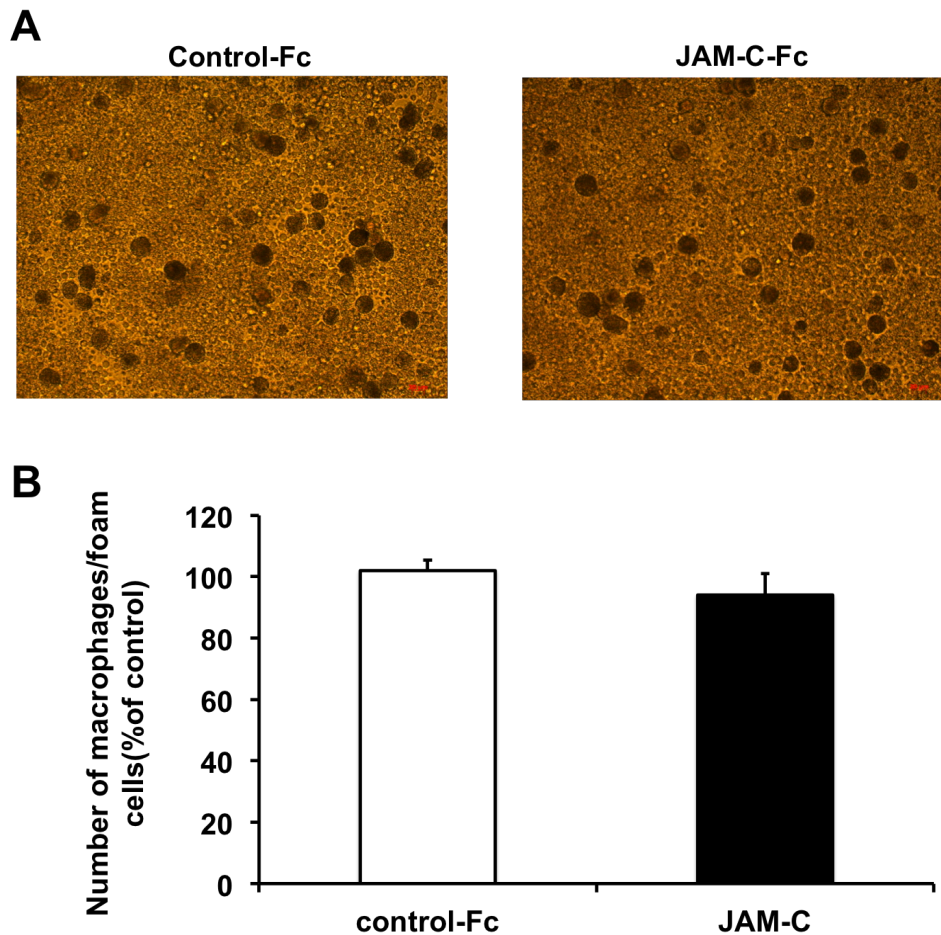 A
Control-Fc
JAM-C-Fc
B
Number of macrophages/foam
cells(%of control)
120
100
80
60
40
20
0
control-Fc
JAM-C